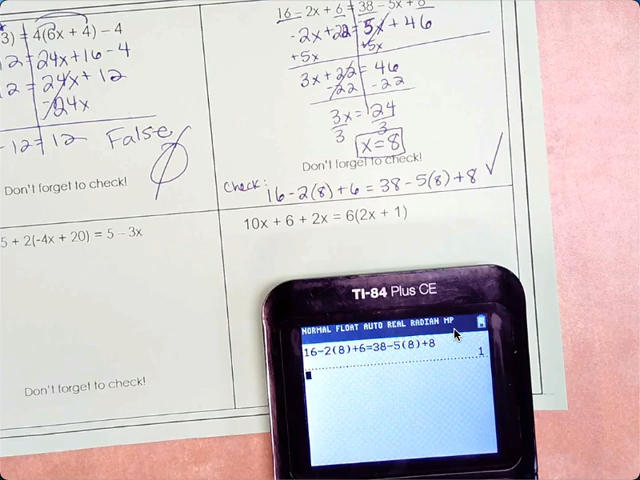 3) = 4(6x + 4) – 4
12 = 24x+16 -4
12 = 24x + 12
-24x
-12 = 12 False
∅
Don't forget to check!
16 - 2x + 6 = 38 - 5x + 8
-2x+22 = 5x + 46
+5x +5x
3x + 22 = 46
-22 -22
3x = 24
3 3
x = 8
Don't forget to check!
Check: 16-2(8)+6 = 38-5(8)+8 ✓
5 + 2(-4x + 20) = 5 – 3x
Don't forget to check!
10x + 6 + 2x = 6(2x + 1)
TI-84 Plus CE
NORMAL FLOAT AUTO REAL RADIAN MP
16-2(8)+6=38-5(8)+8
1